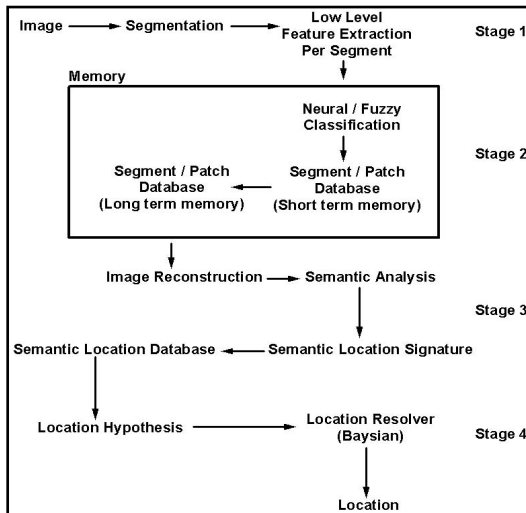 Image
Segmentation
Low Level
Feature Extraction
Per Segment
Stage 1
Memory
Neural / Fuzzy
Classification
Stage 2
Segment / Patch
Database
(Long term memory)
Segment / Patch
Database
(Short term memory)
Image Reconstruction
Semantic Analysis
Stage 3
Semantic Location Database
Semantic Location Signature
Location Hypothesis
Location Resolver
(Baysian)
Stage 4
Location